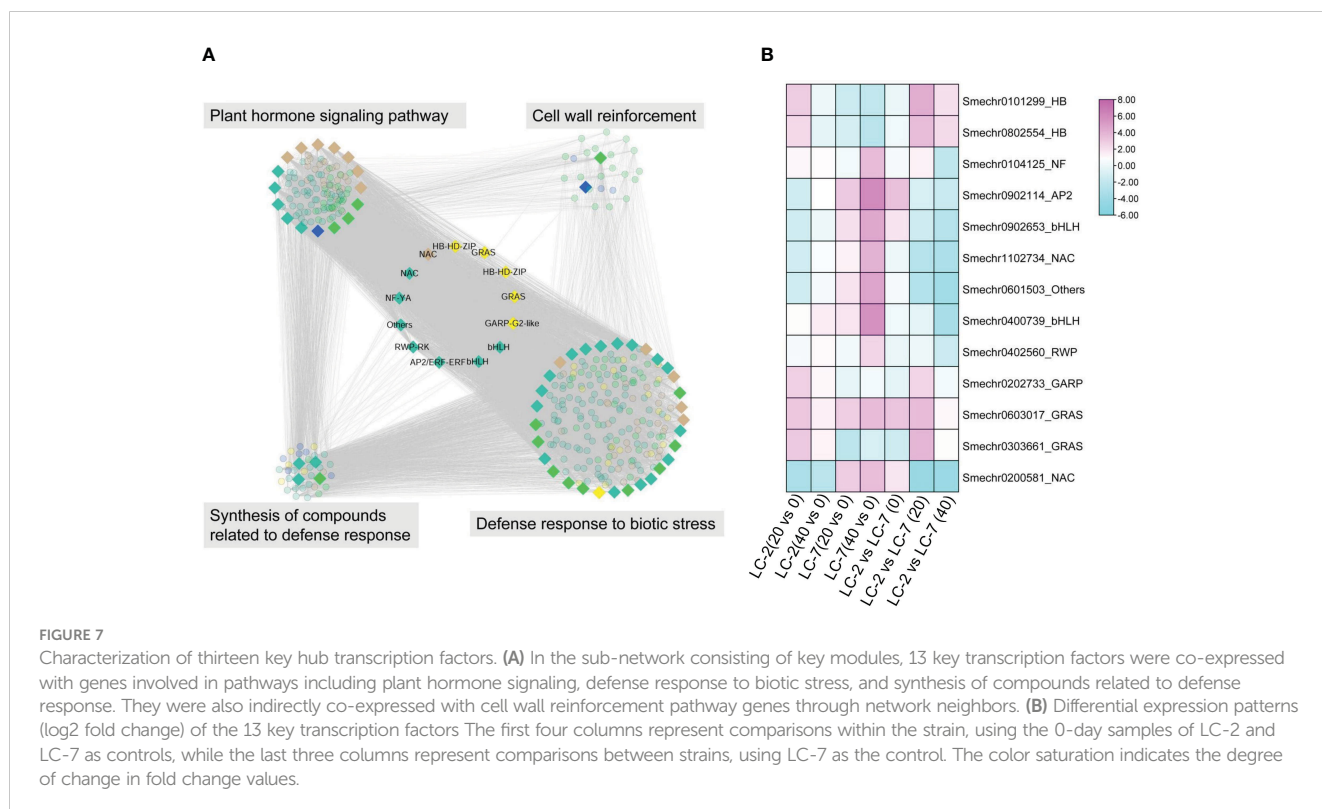 A
B
Plant hormone signaling pathway
Cell wall reinforcement
HB-HD-ZIP
GRAS
NAC
HB-HD-ZIP
NAC
NF-YA
GRAS
Others
GARP-G2-like
RWP-RK
bHLH
AP2/ERF-ERF
bHLH
Synthesis of compounds
related to defense response
Defense response to biotic stress
Smechr0101299_HB
Smechr0802554_HB
Smechr0104125_NF
Smechr0902114_AP2
Smechr0902653_bHLH
Smechr1102734_NAC
Smechr0601503_Others
Smechr0400739_bHLH
Smechr0402560_RWP
Smechr0202733_GARP
Smechr0603017_GRAS
Smechr0303661_GRAS
Smechr0200581_NAC
8.00
6.00
4.00
2.00
0.00
-2.00
-4.00
-6.00
LC-2(20 vs 0)
LC-2(40 vs 0)
LC-7(20 vs 0)
LC-7(40 vs 0)
LC-2 vs LC-7 (0)
LC-2 vs LC-7 (20)
LC-2 vs LC-7 (40)
FIGURE 7
Characterization of thirteen key hub transcription factors. (A) In the sub-network consisting of key modules, 13 key transcription factors were co-expressed
with genes involved in pathways including plant hormone signaling, defense response to biotic stress, and synthesis of compounds related to defense
response. They were also indirectly co-expressed with cell wall reinforcement pathway genes through network neighbors. (B) Differential expression patterns
(log2 fold change) of the 13 key transcription factors The first four columns represent comparisons within the strain, using the 0-day samples of LC-2 and
LC-7 as controls, while the last three columns represent comparisons between strains, using LC-7 as the control. The color saturation indicates the degree
of change in fold change values.